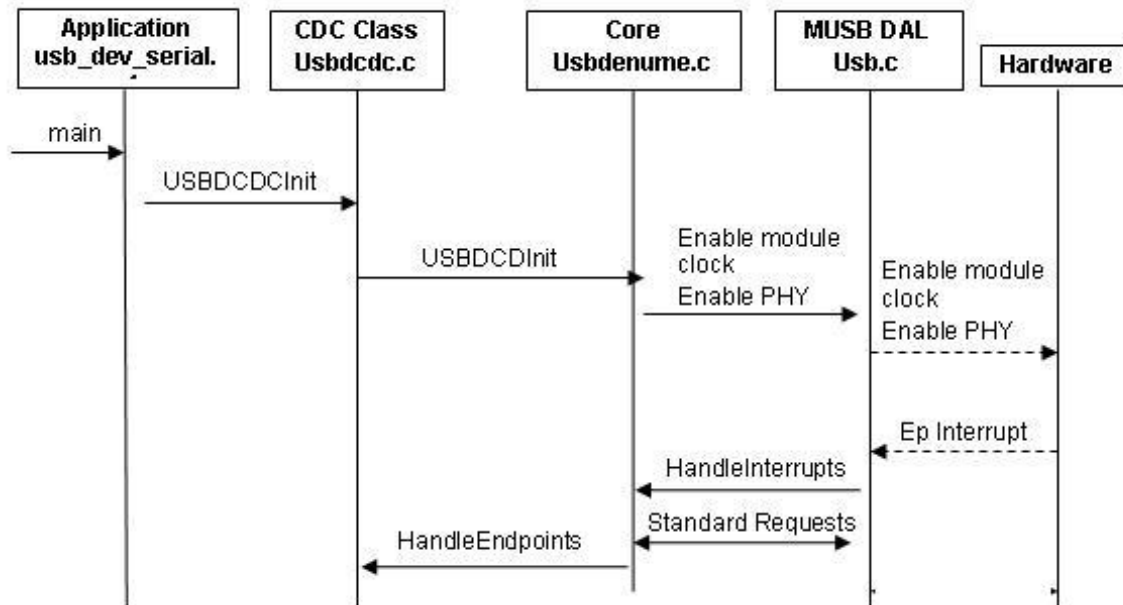 Application
usb_dev_serial.
CDC Class
Usbdcdc.c
Core
Usbdenume.c
MUSB DAL
Usb.c
Hardware
main
USBDCDCInit
USBDCDInit
Enable module
clock
Enable PHY
Enable module
clock
Enable PHY
Ep Interrupt
HandleInterrupts
Standard Requests
HandleEndpoints